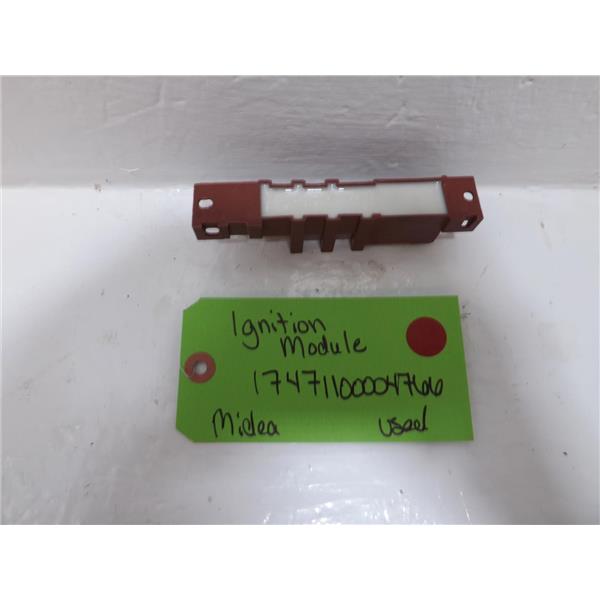 Ignition
Module
17471100004766
Midea used